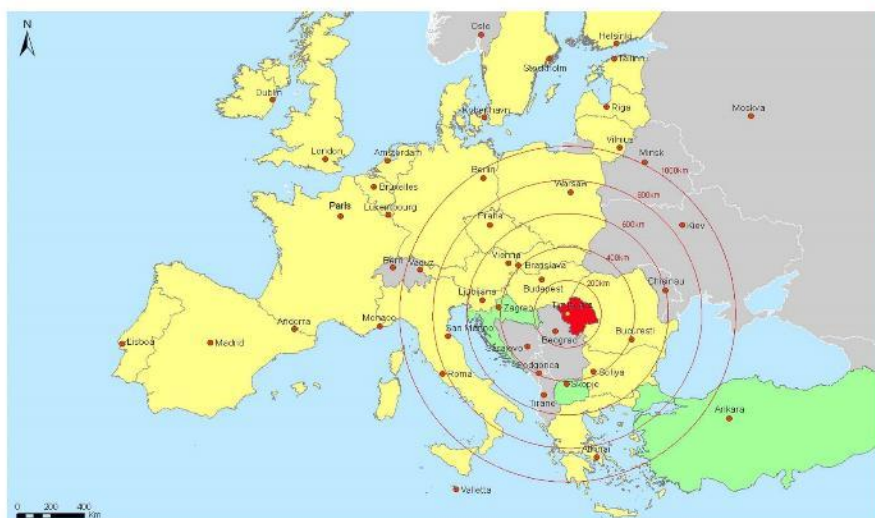 N
Oslo
Helsinki
Tallinn
Stockholm
Moskva
Riga
Dublin
Kobenhavn
Vilnius
Minsk
London
Amsterdam
1000km
Berlin
800km
Warsaw
Bruxelles
Paris
Luxembourg
600km
Kiev
Praha
400km
Vienna
Bratislava
Bern
Vaduz
200km
Chisinau
Budapest
Ljubljana
Zagreb
Monaco
San Marino
Beograd
Bucuresti
Andorra
Lisboa
Madrid
Sarajevo
Podgorica
Sofiya
Roma
Skopje
Tirane
Ankara
Athinai
Valletta
0 200 400
Km